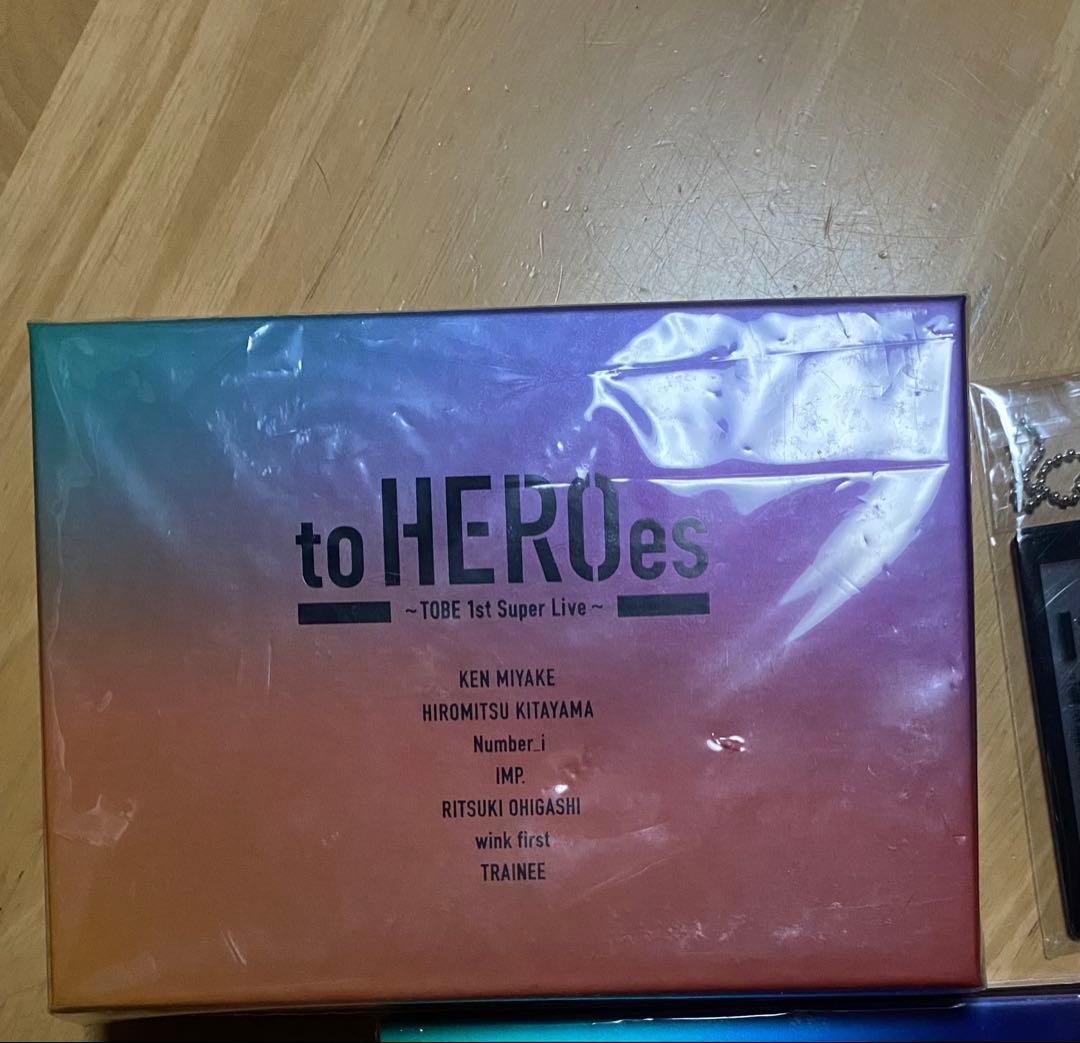 to HEROes
~TOBE 1st Super Live~
KEN MIYAKE
HIROMITSU KITAYAMA
Number_i
IMP.
RITSUKI OHIGASHI
wink first
TRAINEE